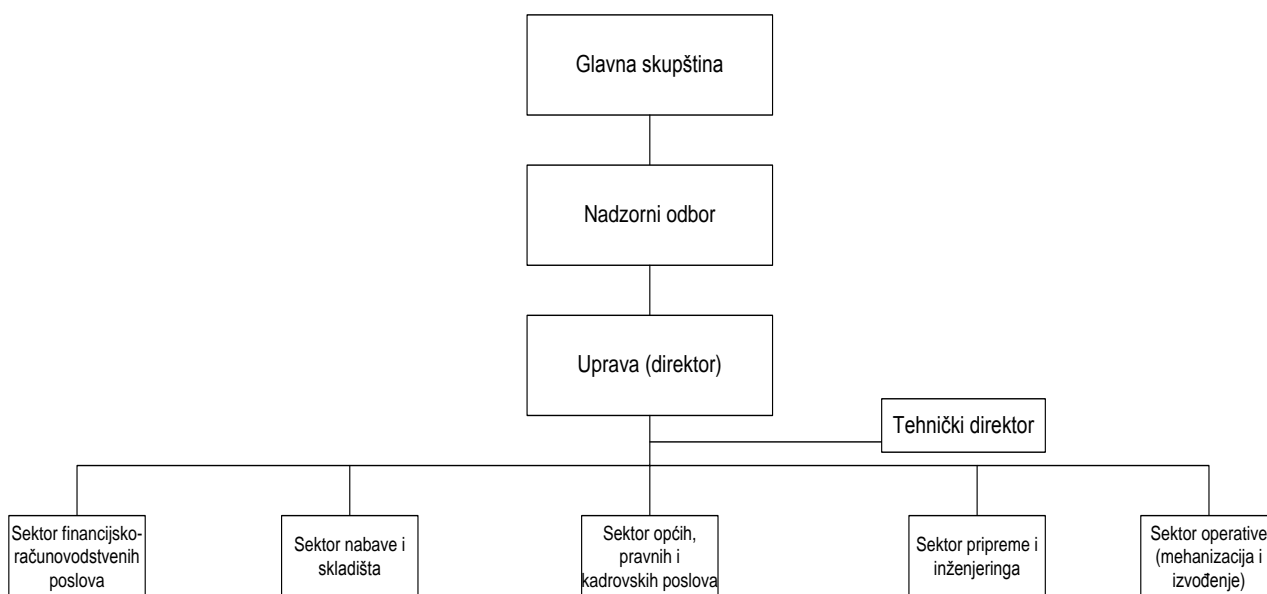 Glavna skupština
Nadzorni odbor
Uprava (direktor)
Tehnički direktor
Sektor financijsko-
računovodstvenih
poslova
Sektor nabave i
skladišta
Sektor općih,
pravnih i
kadrovskih poslova
Sektor pripreme i
inženjeringa
Sektor operative
(mehanizacija i
izvođenje)